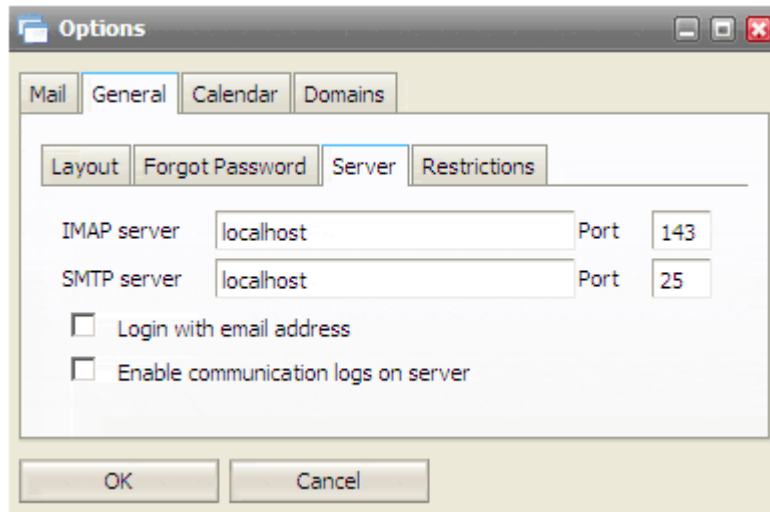 Options
Mail General Calendar Domains
Layout Forgot Password Server Restrictions
IMAP server localhost Port 143
SMTP server localhost Port 25
Login with email address
Enable communication logs on server
OK Cancel